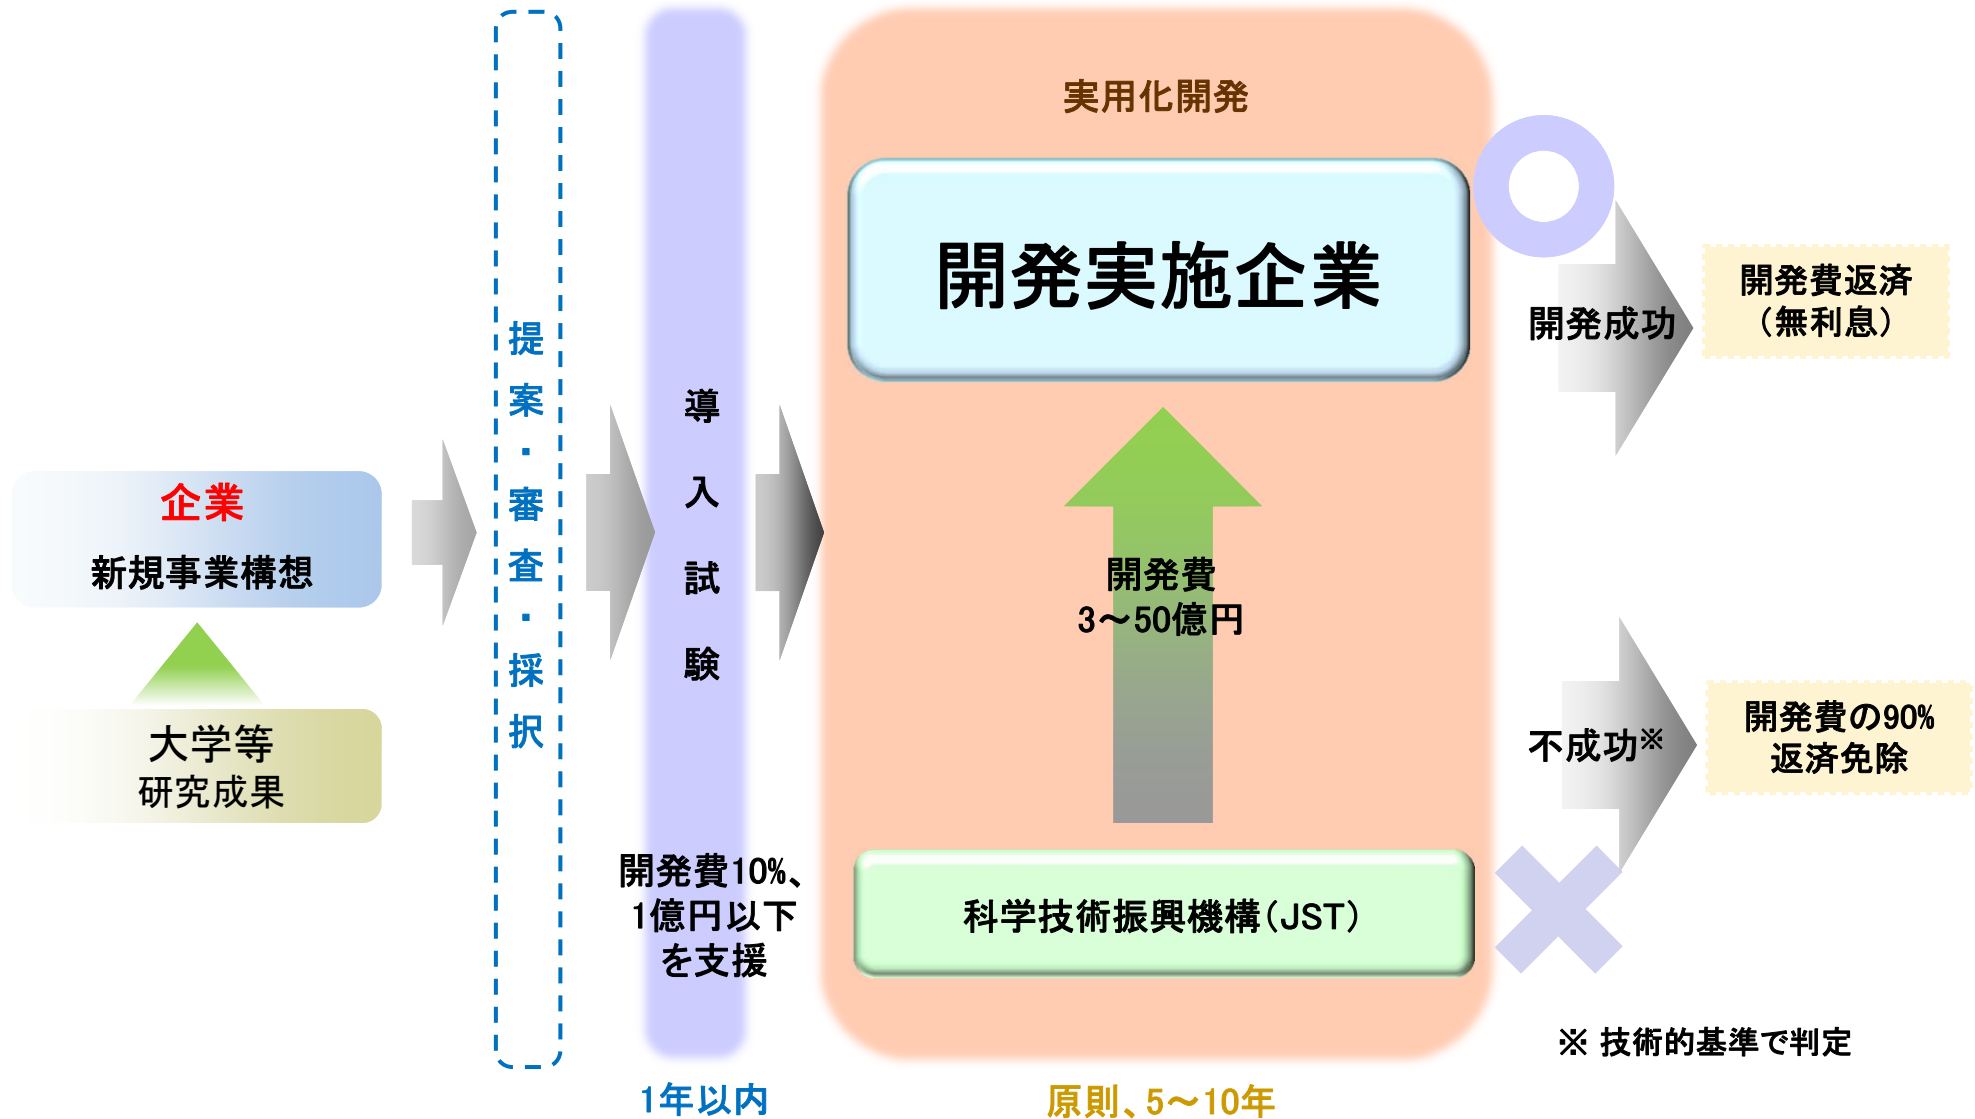 企業
新規事業構想
大学等
研究成果
提案・審査・採択
導入試験
開発費10%、
1億円以下
を支援
1年以内
実用化開発
開発実施企業
開発費
3～50億円
科学技術振興機構（JST）
原則、5～10年
開発成功
開発費返済
（無利息）
不成功※
開発費の90%
返済免除
※ 技術的基準で判定